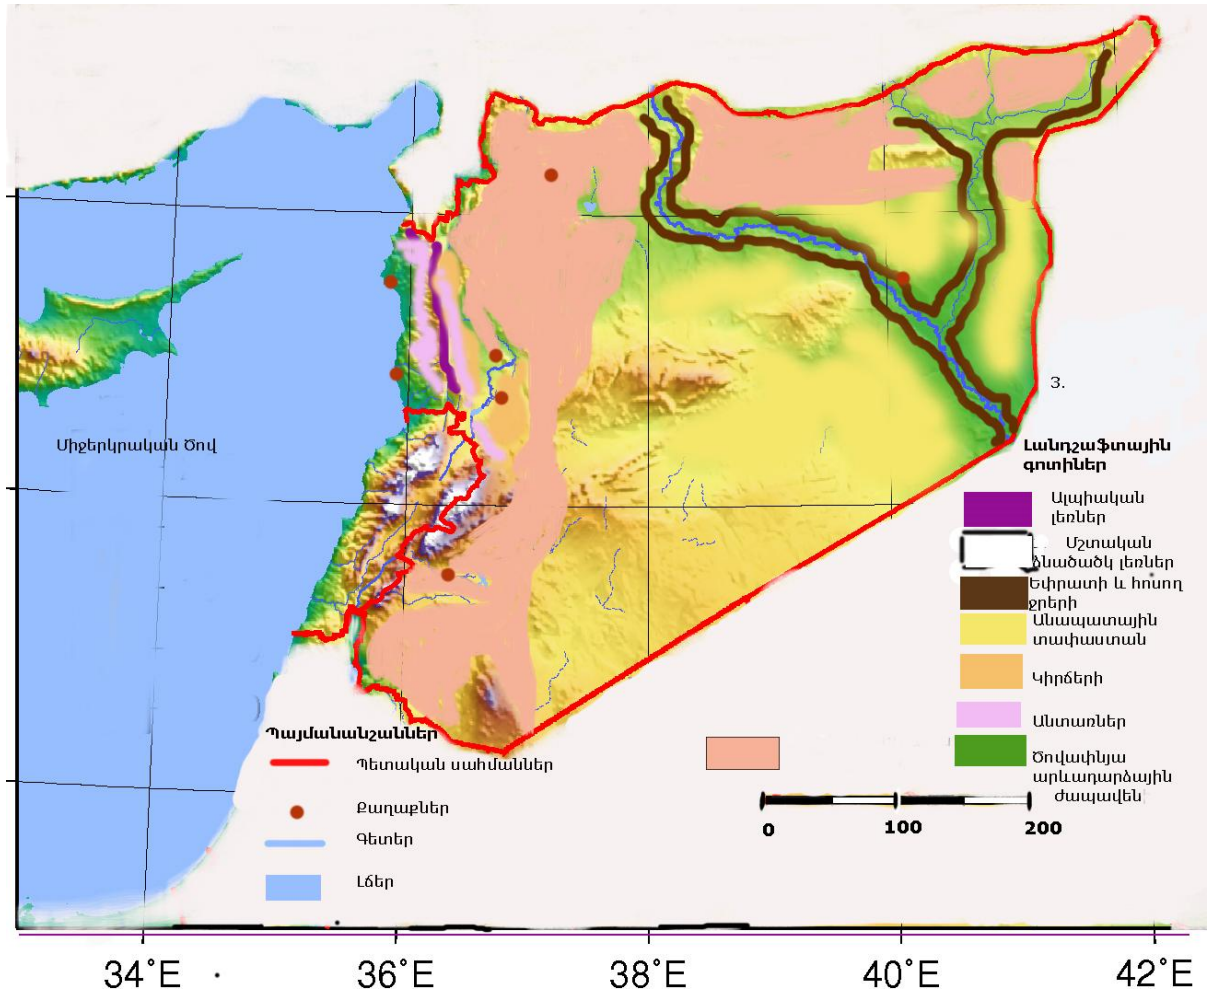 3.
Միջերկրական Ծով
Լանդշաֆտային
գոտիներ
Ալպիական
լեռներ
Մշտական
ձնածածկ լեռներ
Եփրատի և հոսող
ջրերի
Անապատային
տափաստան
Կիրճերի
Անտառներ
Ծովափնյա
արևադարձային
ժապավեն
Պայմանանշաններ
Պետական սահմաններ
Քաղաքներ
Գետեր
Լճեր
0 100 200
34°E 36°E 38°E 40°E 42°E